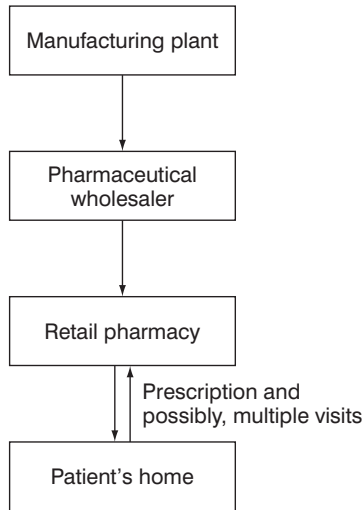 Manufacturing plant
Pharmaceutical
wholesaler
Retail pharmacy
Prescription and
possibly, multiple visits
Patient’s home